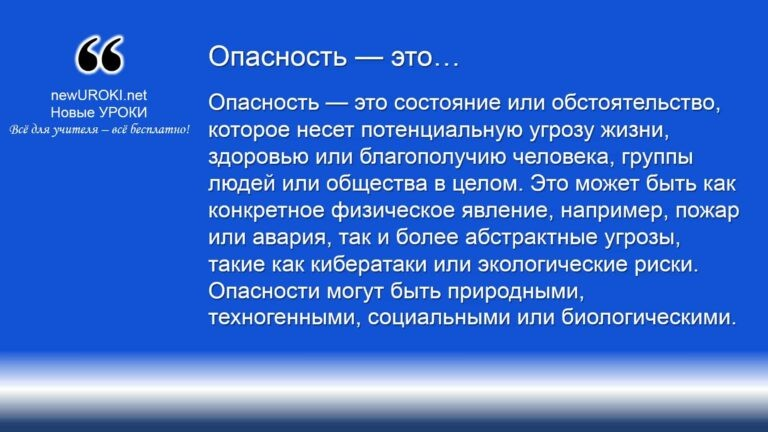 ❝
newUROKI.net
Новые УРОКИ
Всё для учителя – всё бесплатно!
Опасность — это…
Опасность — это состояние или обстоятельство,
которое несет потенциальную угрозу жизни,
здоровью или благополучию человека, группы
людей или общества в целом. Это может быть как
конкретное физическое явление, например, пожар
или авария, так и более абстрактные угрозы,
такие как кибератаки или экологические риски.
Опасности могут быть природными,
техногенными, социальными или биологическими.